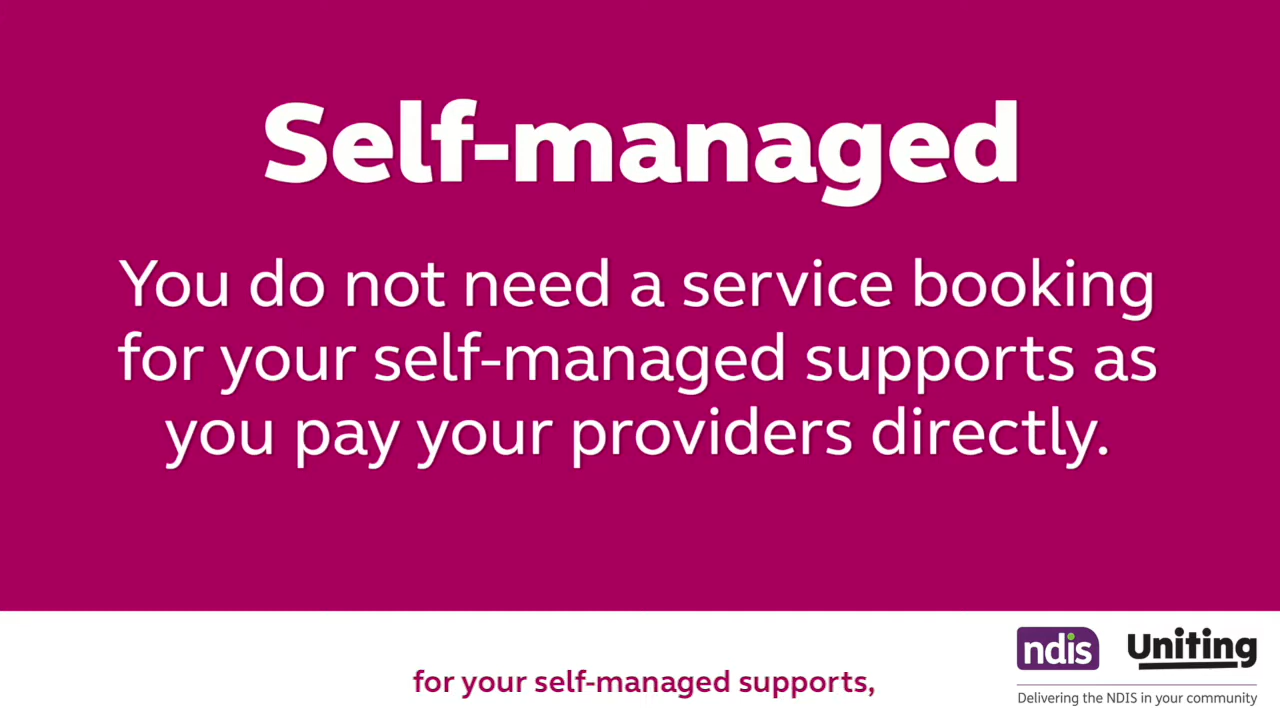 Self-managed
You do not need a service booking
for your self-managed supports as
you pay your providers directly.
for your self-managed supports,
ndis Uniting
Delivering the NDIS in your community